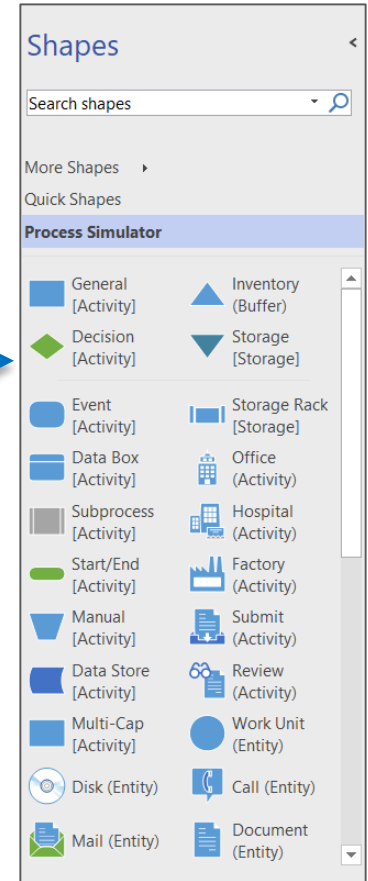 Shapes
Search shapes
More Shapes
Quick Shapes
Process Simulator
General
[Activity]
Inventory
(Buffer)
Decision
[Activity]
Storage
[Storage]
Event
[Activity]
Storage Rack
[Storage]
Data Box
[Activity]
Office
(Activity)
Subprocess
[Activity]
Hospital
(Activity)
Start/End
[Activity]
Factory
(Activity)
Manual
[Activity]
Submit
(Activity)
Data Store
[Activity]
Review
(Activity)
Multi-Cap
[Activity]
Work Unit
(Entity)
Disk (Entity)
Call (Entity)
Mail (Entity)
Document
(Entity)